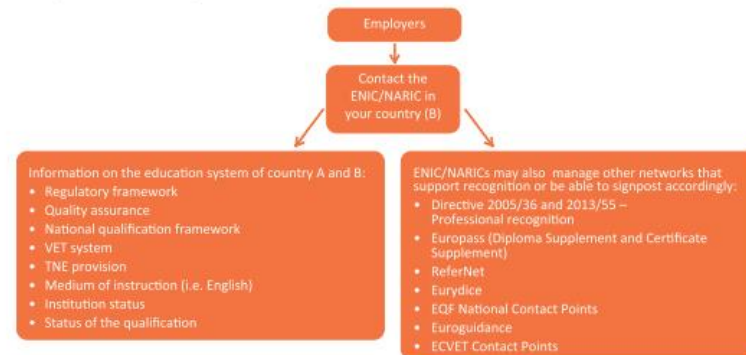 Employers
Contact the
ENIC/NARIC in
your country (B)
Information on the education system of country A and B:
• Regulatory framework
• Quality assurance
• National qualification framework
• VET system
• TNE provision
• Medium of instruction (i.e. English)
• Institution status
• Status of the qualification
ENIC/NARICs may also manage other networks that
support recognition or be able to signpost accordingly:
• Directive 2005/36 and 2013/55 –
Professional recognition
• Europass (Diploma Supplement and Certificate
Supplement)
• ReferNet
• Eurydice
• EQF National Contact Points
• Euroguidance
• ECVET Contact Points